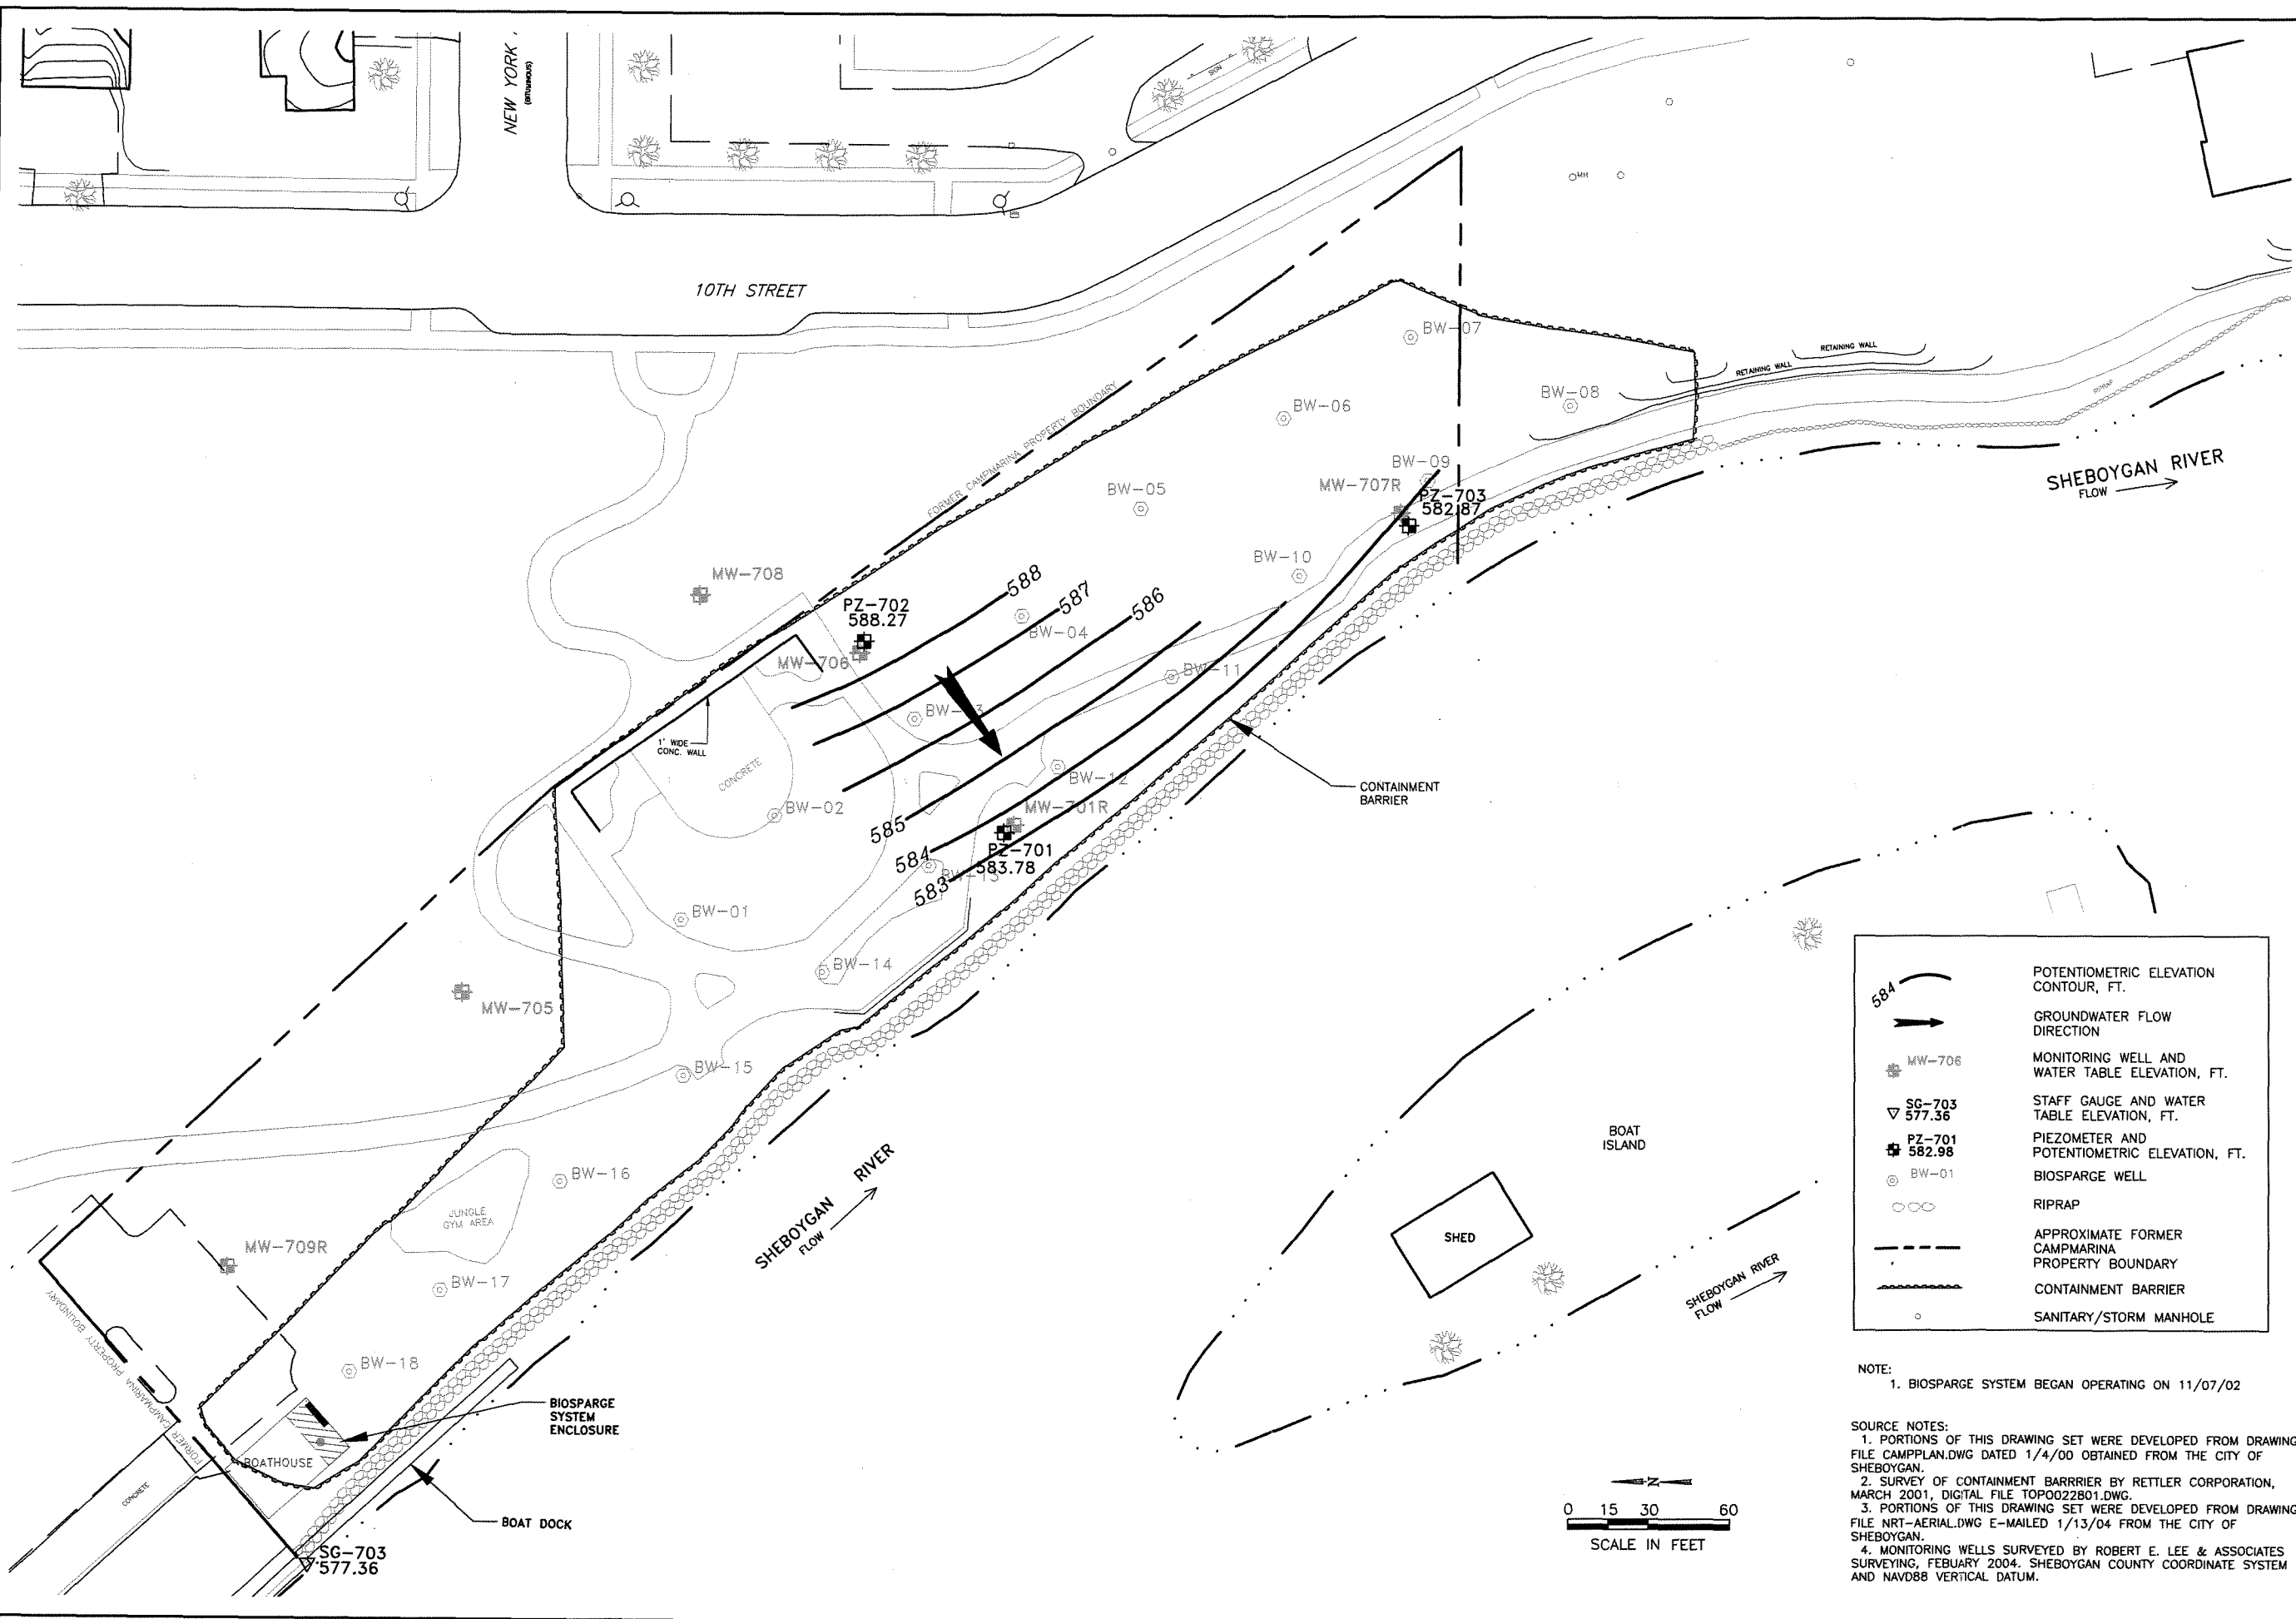 NEW YORK ,
(BITUMINOUS)
SIGN
MH
10TH STREET
RETAINING WALL
RETAINING WALL
RIPRAP
SHEBOYGAN RIVER
FLOW
FORMER CAMPMARINA PROPERTY BOUNDARY
BW-07
BW-08
BW-06
BW-09
BW-05
MW-707R
PZ-703
582.87
BW-10
MW-708
588
587
586
PZ-702
588.27
BW-04
MW-706
BW-11
BW-03
1' WIDE
CONC. WALL
CONCRETE
BW-12
CONTAINMENT
BARRIER
BW-02
MW-701R
585
584
583
PZ-701
583.78
BW-13
BW-01
BW-14
MW-705
BW-15
BW-16
JUNGLE
GYM AREA
MW-709R
BW-17
BW-18
SHEBOYGAN RIVER
FLOW
BOAT
ISLAND
SHED
SHEBOYGAN RIVER
FLOW
FORMER CAMPMARINA PROPERTY BOUNDARY
BIOSPARGE
SYSTEM
ENCLOSURE
BOATHOUSE
CONCRETE
BOAT DOCK
SG-703
577.36
584
POTENTIOMETRIC ELEVATION
CONTOUR, FT.
GROUNDWATER FLOW
DIRECTION
MW-706
MONITORING WELL AND
WATER TABLE ELEVATION, FT.
SG-703
577.36
STAFF GAUGE AND WATER
TABLE ELEVATION, FT.
PZ-701
582.98
PIEZOMETER AND
POTENTIOMETRIC ELEVATION, FT.
BW-01
BIOSPARGE WELL
RIPRAP
APPROXIMATE FORMER
CAMPMARINA
PROPERTY BOUNDARY
CONTAINMENT BARRIER
SANITARY/STORM MANHOLE
NOTE:
1. BIOSPARGE SYSTEM BEGAN OPERATING ON 11/07/02
SOURCE NOTES:
1. PORTIONS OF THIS DRAWING SET WERE DEVELOPED FROM DRAWING
FILE CAMPPLAN.DWG DATED 1/4/00 OBTAINED FROM THE CITY OF
SHEBOYGAN.
2. SURVEY OF CONTAINMENT BARRRIER BY RETTLER CORPORATION,
MARCH 2001, DIGITAL FILE TOPO022801.DWG.
3. PORTIONS OF THIS DRAWING SET WERE DEVELOPED FROM DRAWING
FILE NRT-AERIAL.DWG E-MAILED 1/13/04 FROM THE CITY OF
SHEBOYGAN.
4. MONITORING WELLS SURVEYED BY ROBERT E. LEE & ASSOCIATES
SURVEYING, FEBUARY 2004. SHEBOYGAN COUNTY COORDINATE SYSTEM
AND NAVD88 VERTICAL DATUM.
N
0 15 30 60
SCALE IN FEET